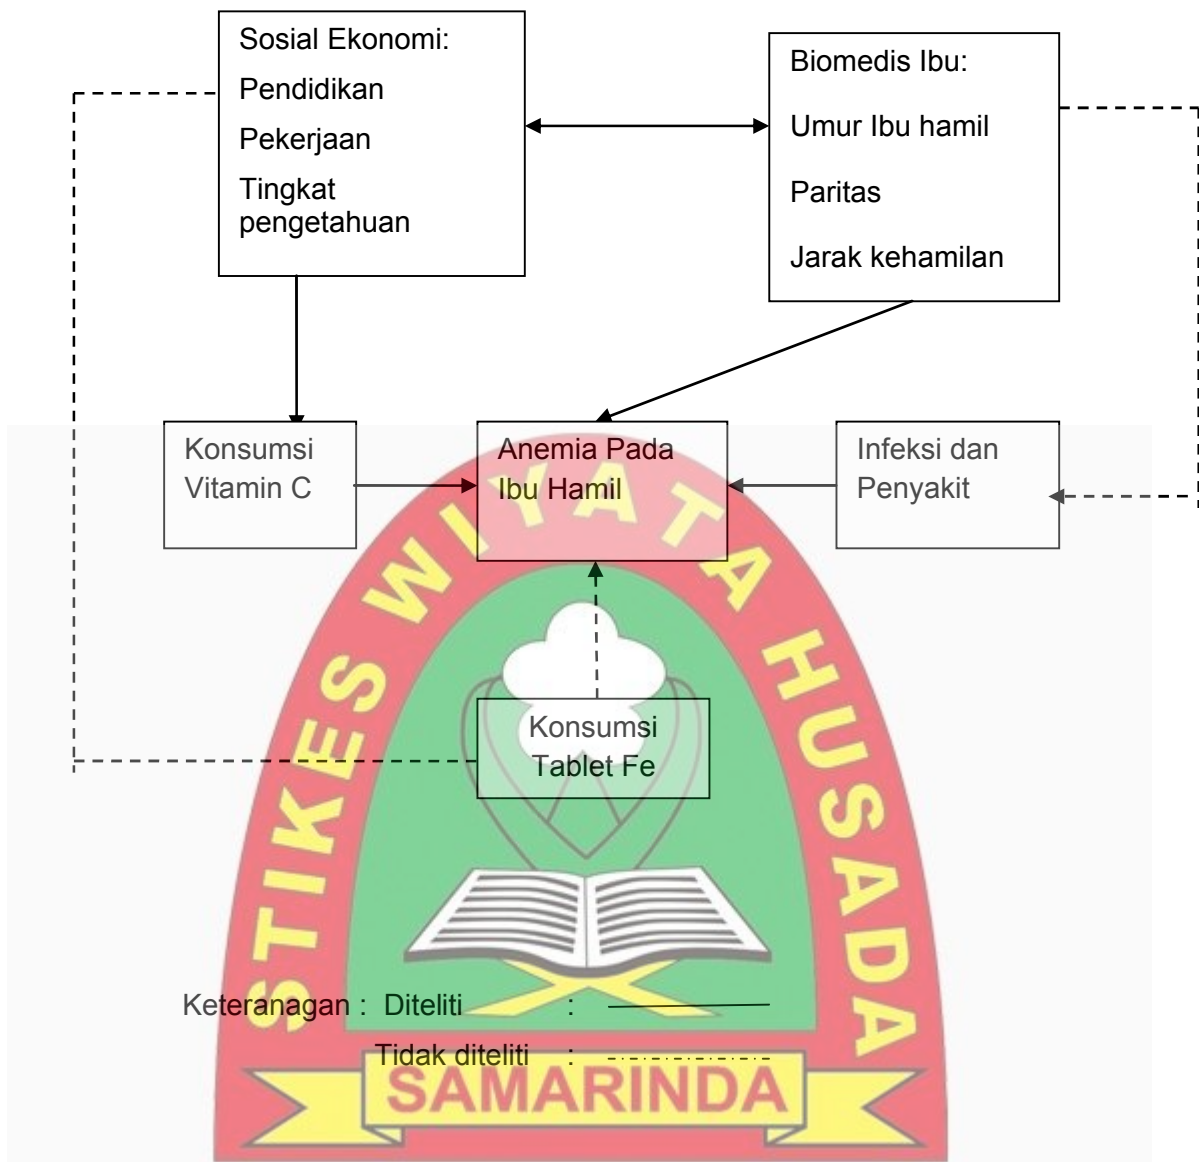 Sosial Ekonomi:
Pendidikan
Pekerjaan
Tingkat
pengetahuan
Biomedis Ibu:
Umur Ibu hamil
Paritas
Jarak kehamilan
Konsumsi
Vitamin C
Anemia Pada
Ibu Hamil
Infeksi dan
Penyakit
Konsumsi
Tablet Fe
Keteranagan : Diteliti :
Tidak diteliti :
STIKES WIYATA HUSADA
SAMARINDA